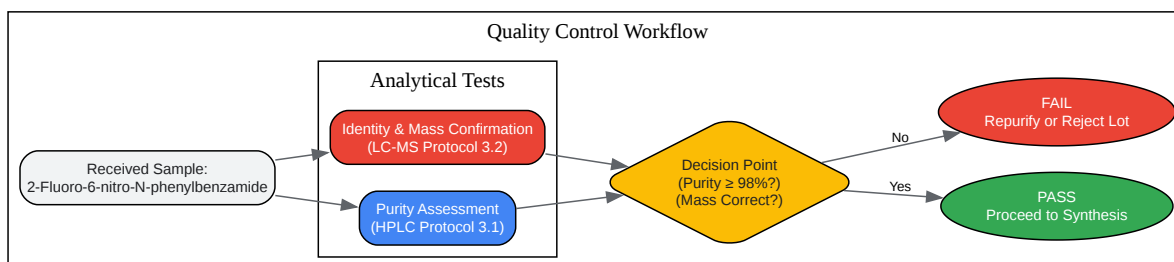 Quality Control Workflow
Analytical Tests
Received Sample:
2-Fluoro-6-nitro-N-phenylbenzamide
Identity & Mass Confirmation
(LC-MS Protocol 3.2)
Purity Assessment
(HPLC Protocol 3.1)
Decision Point
(Purity ≥ 98%?)
(Mass Correct?)
No
Yes
FAIL
Repurify or Reject Lot
PASS
Proceed to Synthesis